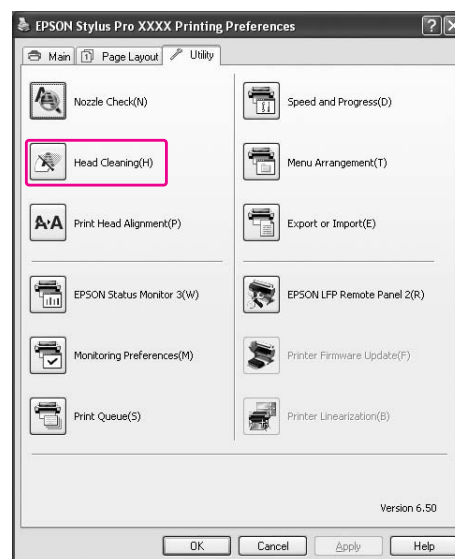 EPSON Stylus Pro XXXX Printing Preferences
Main Page Layout Utility
Nozzle Check(N)
Speed and Progress(D)
Head Cleaning(H)
Menu Arrangement(T)
A-A Print Head Alignment(P)
Export or Import(E)
EPSON Status Monitor 3(W)
EPSON LFP Remote Panel 2(R)
Monitoring Preferences(M)
Printer Firmware Update(F)
Print Queue(S)
Printer Linearization(B)
Version 6.50
OK Cancel Apply Help